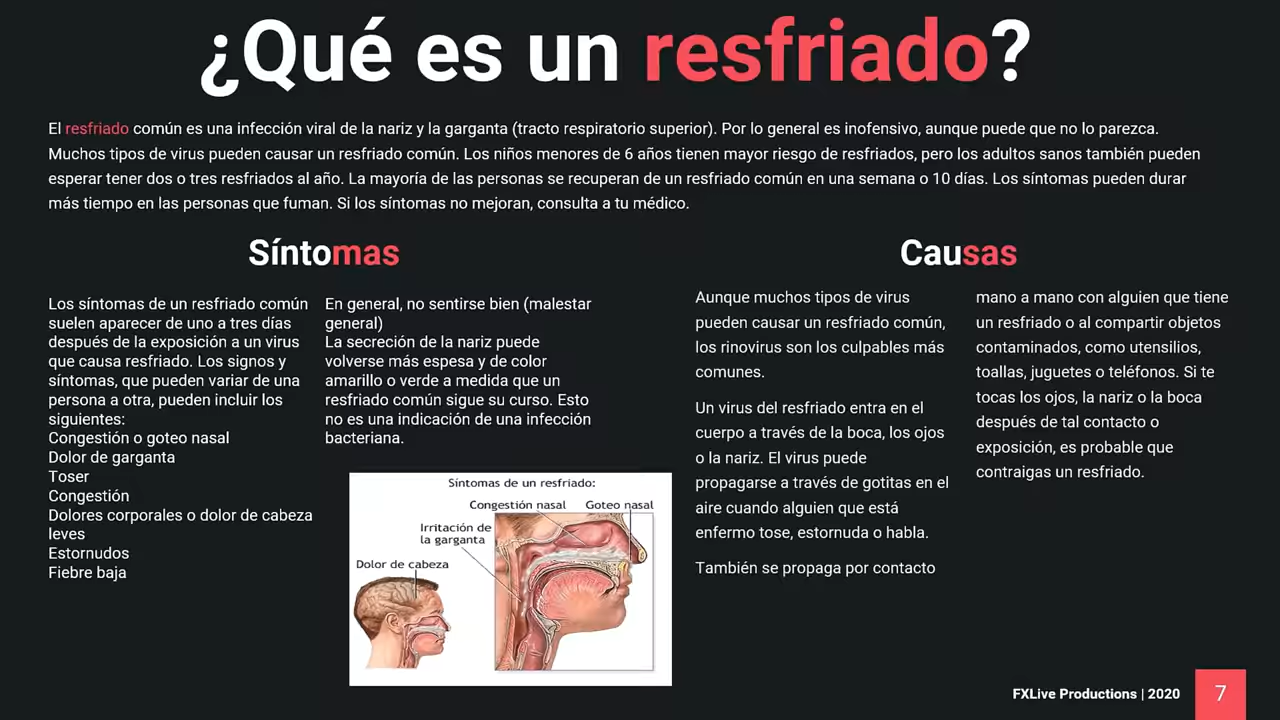 ¿Qué es un resfriado?
El resfriado común es una infección viral de la nariz y la garganta (tracto respiratorio superior). Por lo general es inofensivo, aunque puede que no lo parezca.
Muchos tipos de virus pueden causar un resfriado común. Los niños menores de 6 años tienen mayor riesgo de resfriados, pero los adultos sanos también pueden
esperar tener dos o tres resfriados al año. La mayoría de las personas se recuperan de un resfriado común en una semana o 10 días. Los síntomas pueden durar
más tiempo en las personas que fuman. Si los síntomas no mejoran, consulta a tu médico.
Síntomas
Los síntomas de un resfriado común
suelen aparecer de uno a tres días
después de la exposición a un virus
que causa resfriado. Los signos y
síntomas, que pueden variar de una
persona a otra, pueden incluir los
siguientes:
Congestión o goteo nasal
Dolor de garganta
Toser
Congestión
Dolores corporales o dolor de cabeza
leves
Estornudos
Fiebre baja
En general, no sentirse bien (malestar
general)
La secreción de la nariz puede
volverse más espesa y de color
amarillo o verde a medida que un
resfriado común sigue su curso. Esto
no es una indicación de una infección
bacteriana.
Síntomas de un resfriado:
Congestión nasal
Goteo nasal
Irritación de
la garganta
Dolor de cabeza
Causas
Aunque muchos tipos de virus
pueden causar un resfriado común,
los rinovirus son los culpables más
comunes.
Un virus del resfriado entra en el
cuerpo a través de la boca, los ojos
o la nariz. El virus puede
propagarse a través de gotitas en el
aire cuando alguien que está
enfermo tose, estornuda o habla.
También se propaga por contacto
mano a mano con alguien que tiene
un resfriado o al compartir objetos
contaminados, como utensilios,
toallas, juguetes o teléfonos. Si te
tocas los ojos, la nariz o la boca
después de tal contacto o
exposición, es probable que
contraigas un resfriado.
FXLive Productions | 2020
7